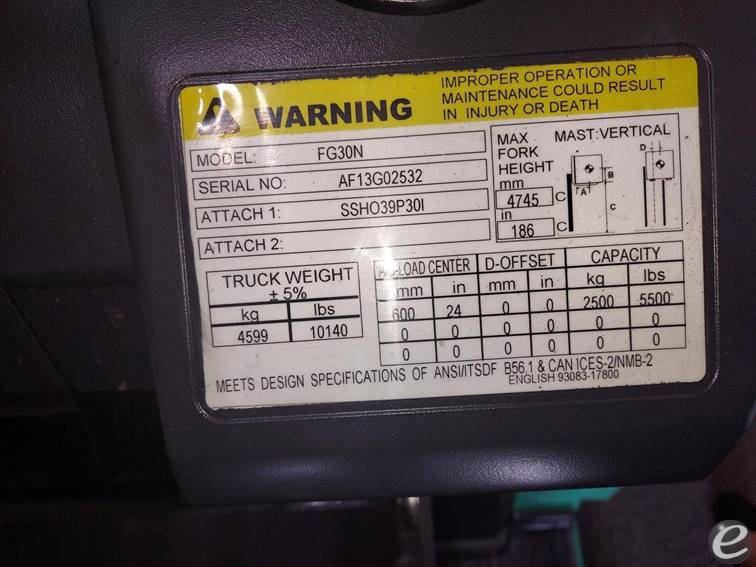 WARNING
IMPROPER OPERATION OR
MAINTENANCE COULD RESULT
IN INJURY OR DEATH
MODEL: FG30N
SERIAL NO: AF13G02532
ATTACH 1: SSHO39P30I
ATTACH 2:
MAX FORK HEIGHT
mm
4745 C
in
186 C
MAST:VERTICAL
D
B
A
C
TRUCK WEIGHT
± 5%
kg lbs
4599 10140
A/B-LOAD CENTER D-OFFSET CAPACITY
mm in mm in kg lbs
600 24 0 0 2500 5500
0 0 0 0 0 0
0 0 0 0 0 0
MEETS DESIGN SPECIFICATIONS OF ANSI/ITSDF B56.1 & CAN ICES-2/NMB-2
ENGLISH 93083-17800
e